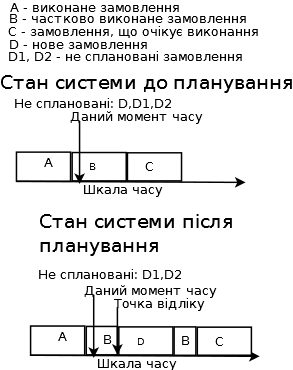 A - виконане замовлення
B - частково виконане замовлення
C - замовлення, що очікує виконання
D - нове замовлення
D1, D2 - не сплановані замовлення
Стан системи до планування
Не сплановані: D,D1,D2
Даний момент часу
A B C
Шкала часу
Стан системи після
планування
Не сплановані: D1,D2
Даний момент часу
Точка відліку
A B D B C
Шкала часу